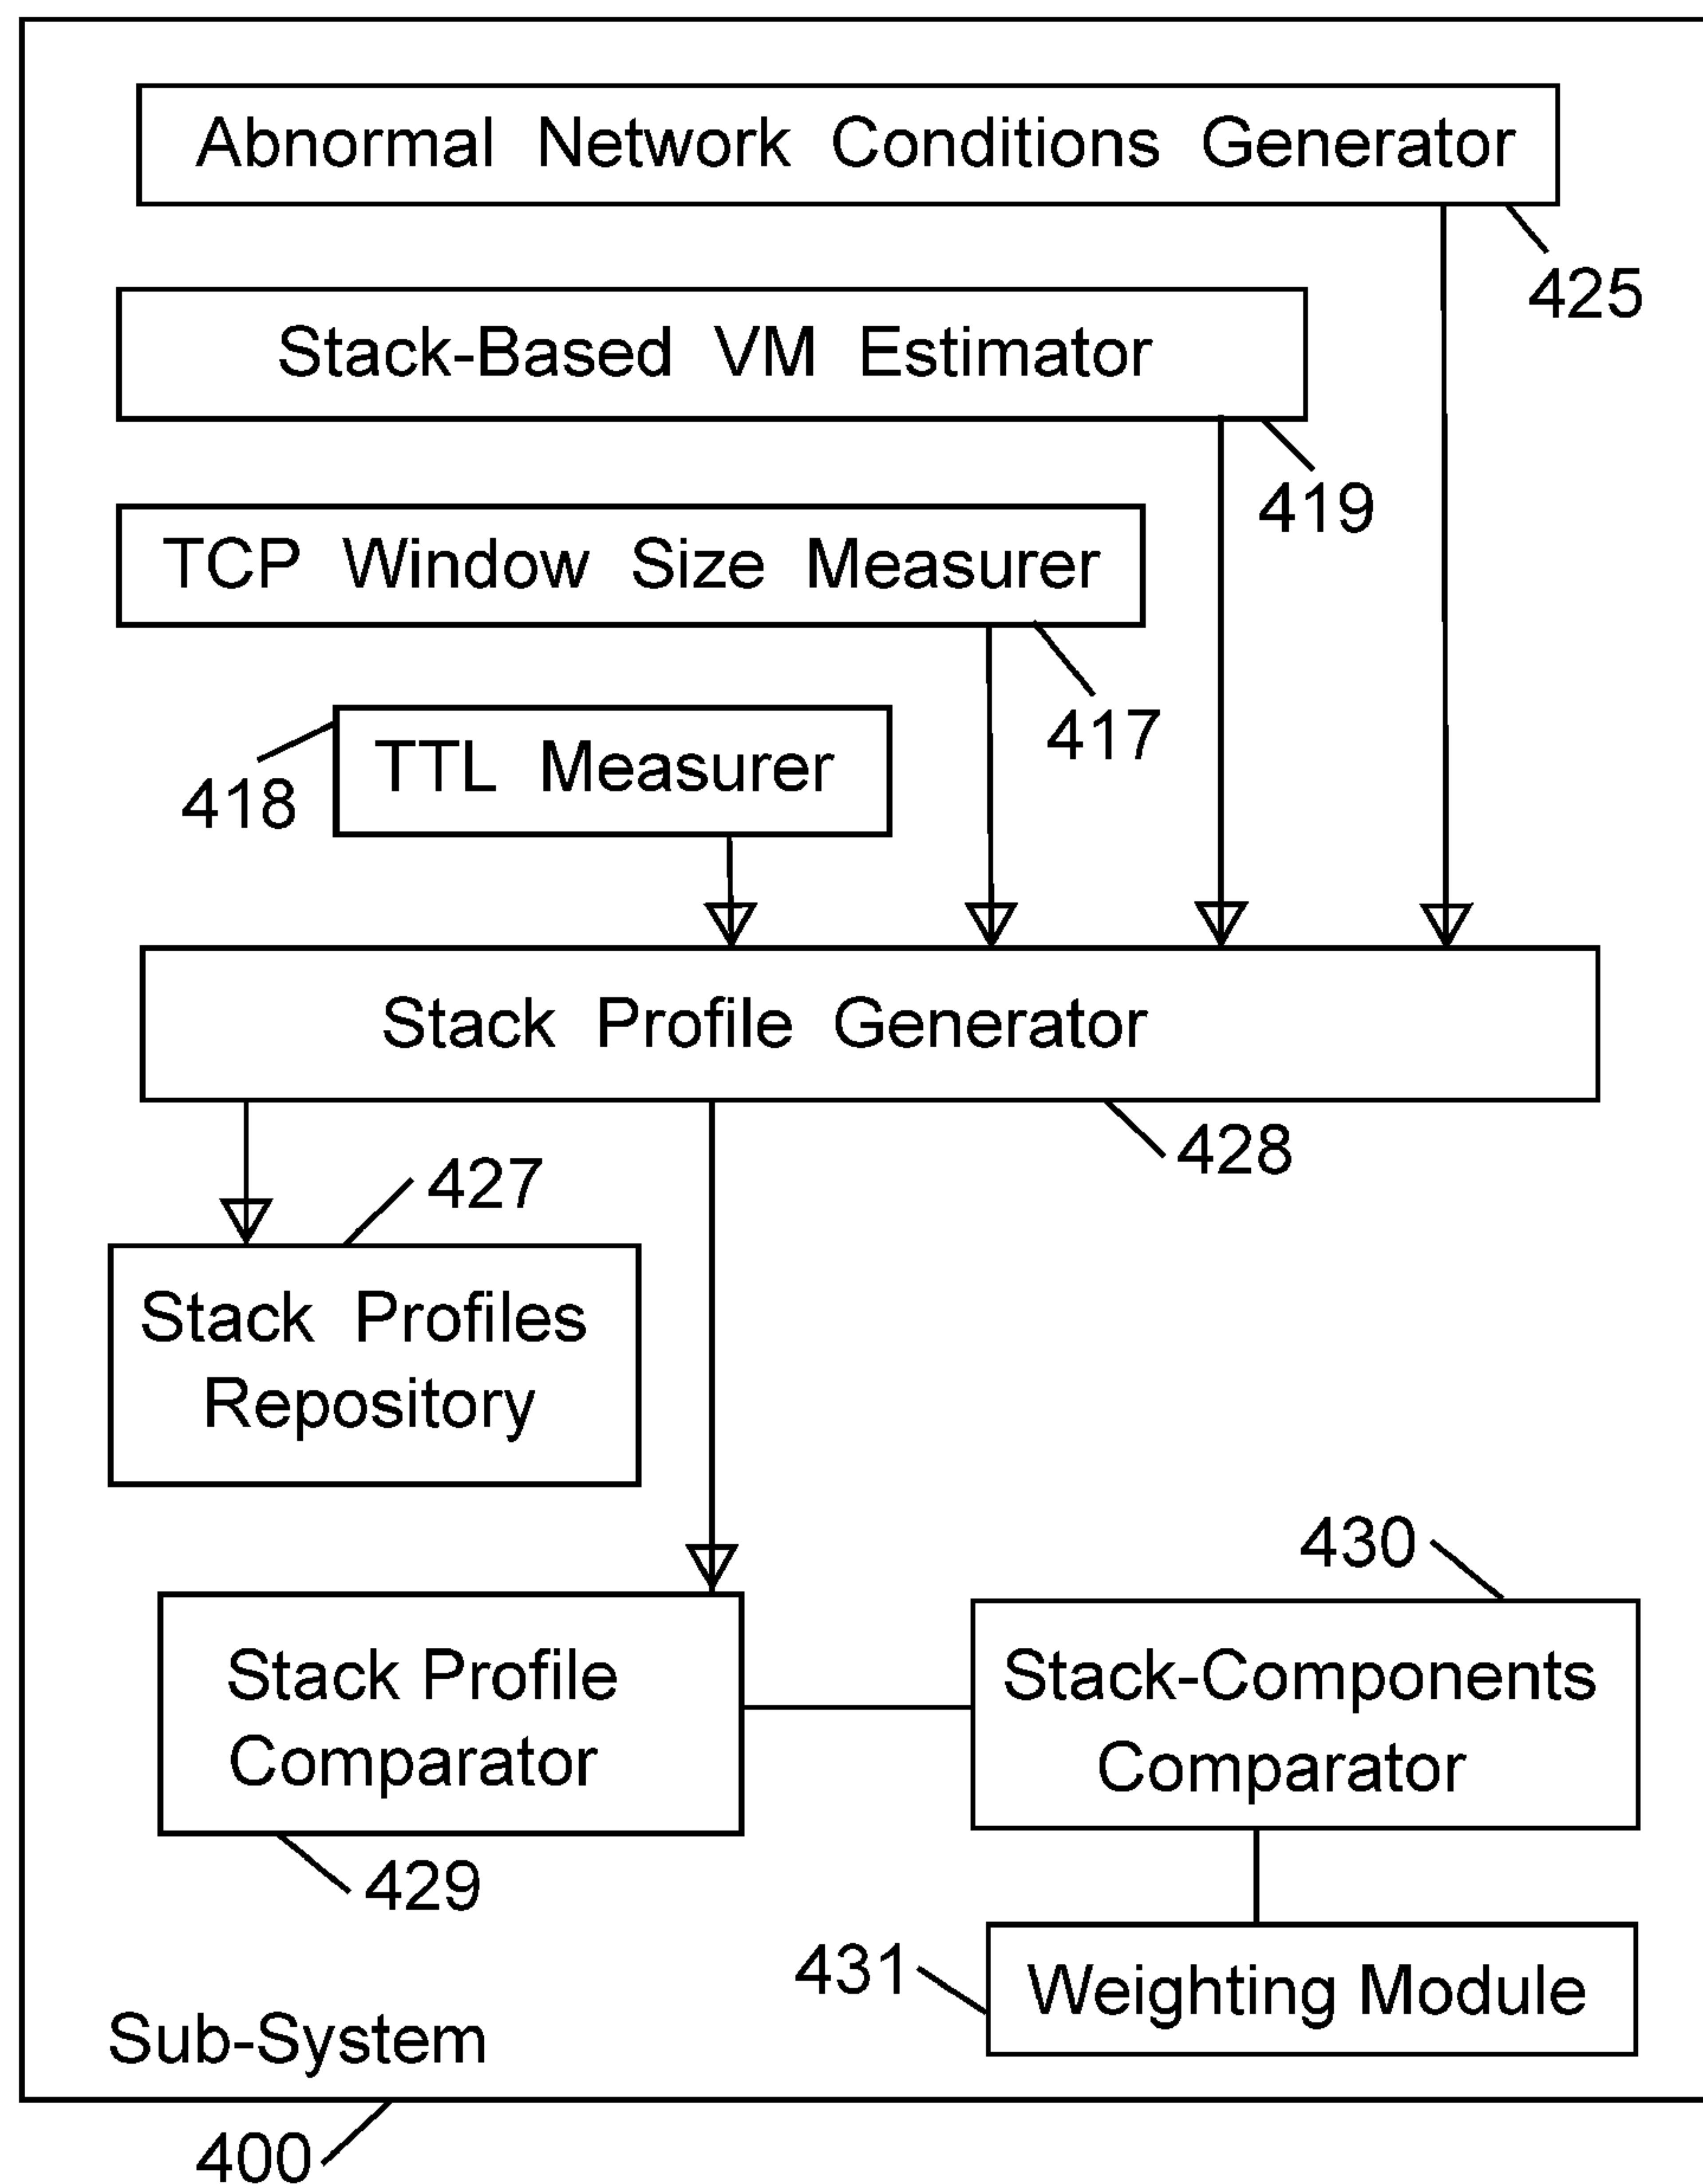 Abnormal Network Conditions Generator
425
Stack-Based VM Estimator
419
TCP Window Size Measurer
417
TTL Measurer
418
Stack Profile Generator
428
427
Stack Profiles
Repository
430
Stack Profile
Comparator
429
Stack-Components
Comparator
431
Weighting Module
Sub-System
400